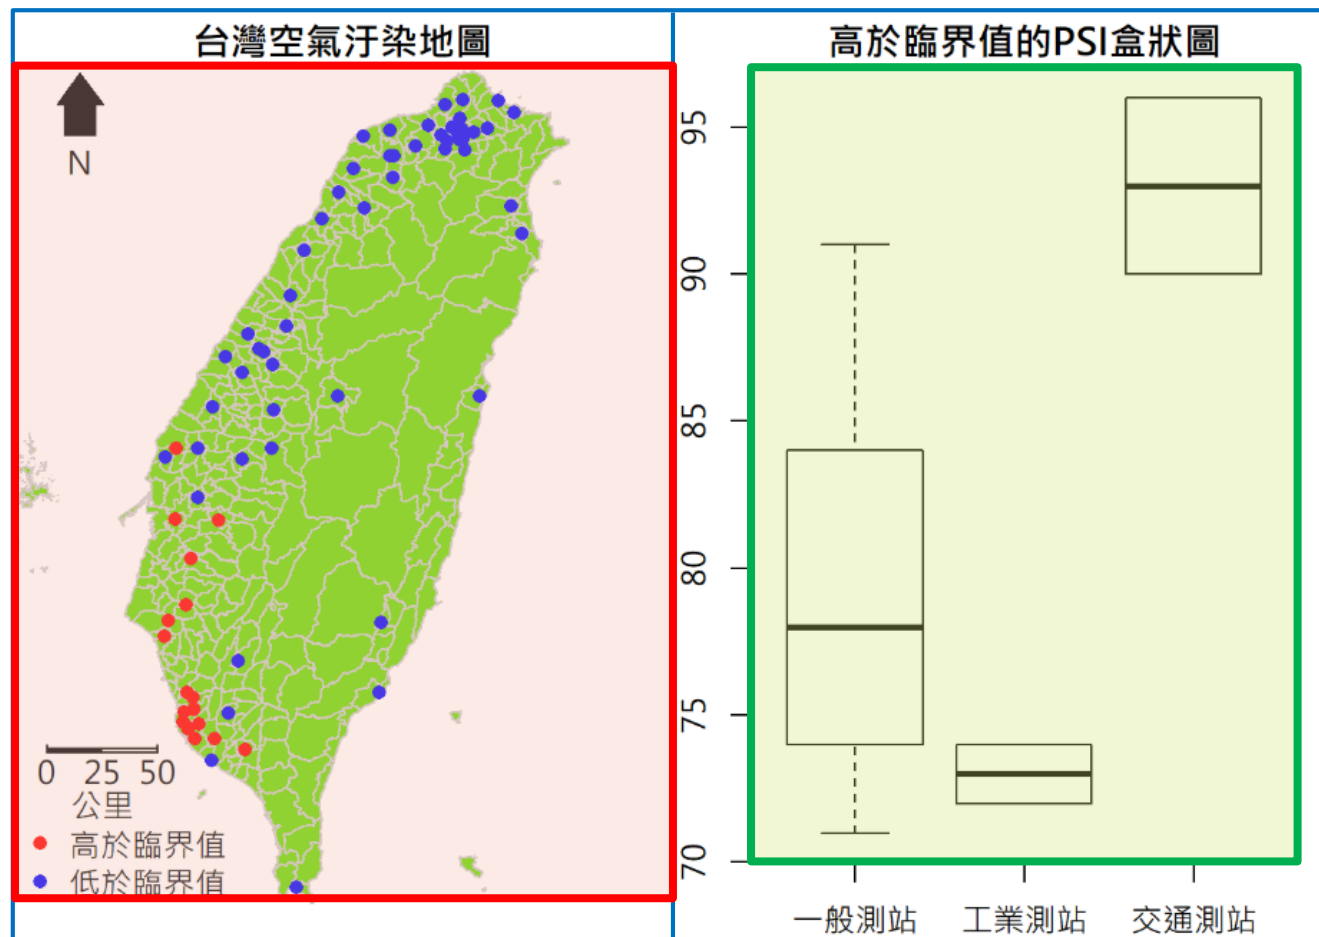 台灣空氣汙染地圖
N
0 25 50
公里
高於臨界值
低於臨界值
高於臨界值的PSI盒狀圖
95
90
85
80
75
70
一般測站 工業測站 交通測站